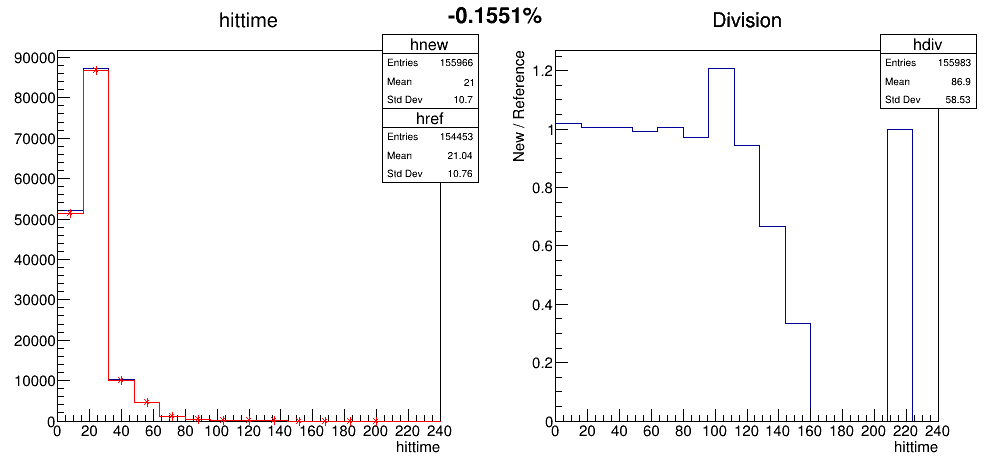 -0.1551%
hittime
hnew
Entries 155966
Mean 21
Std Dev 10.7
href
Entries 154453
Mean 21.04
Std Dev 10.76
90000
80000
70000
60000
50000
40000
30000
20000
10000
0
0 20 40 60 80 100 120 140 160 180 200 220 240
hittime
Division
hdiv
Entries 155983
Mean 86.9
Std Dev 58.53
New / Reference
1.2
1
0.8
0.6
0.4
0.2
0
0 20 40 60 80 100 120 140 160 180 200 220 240
hittime